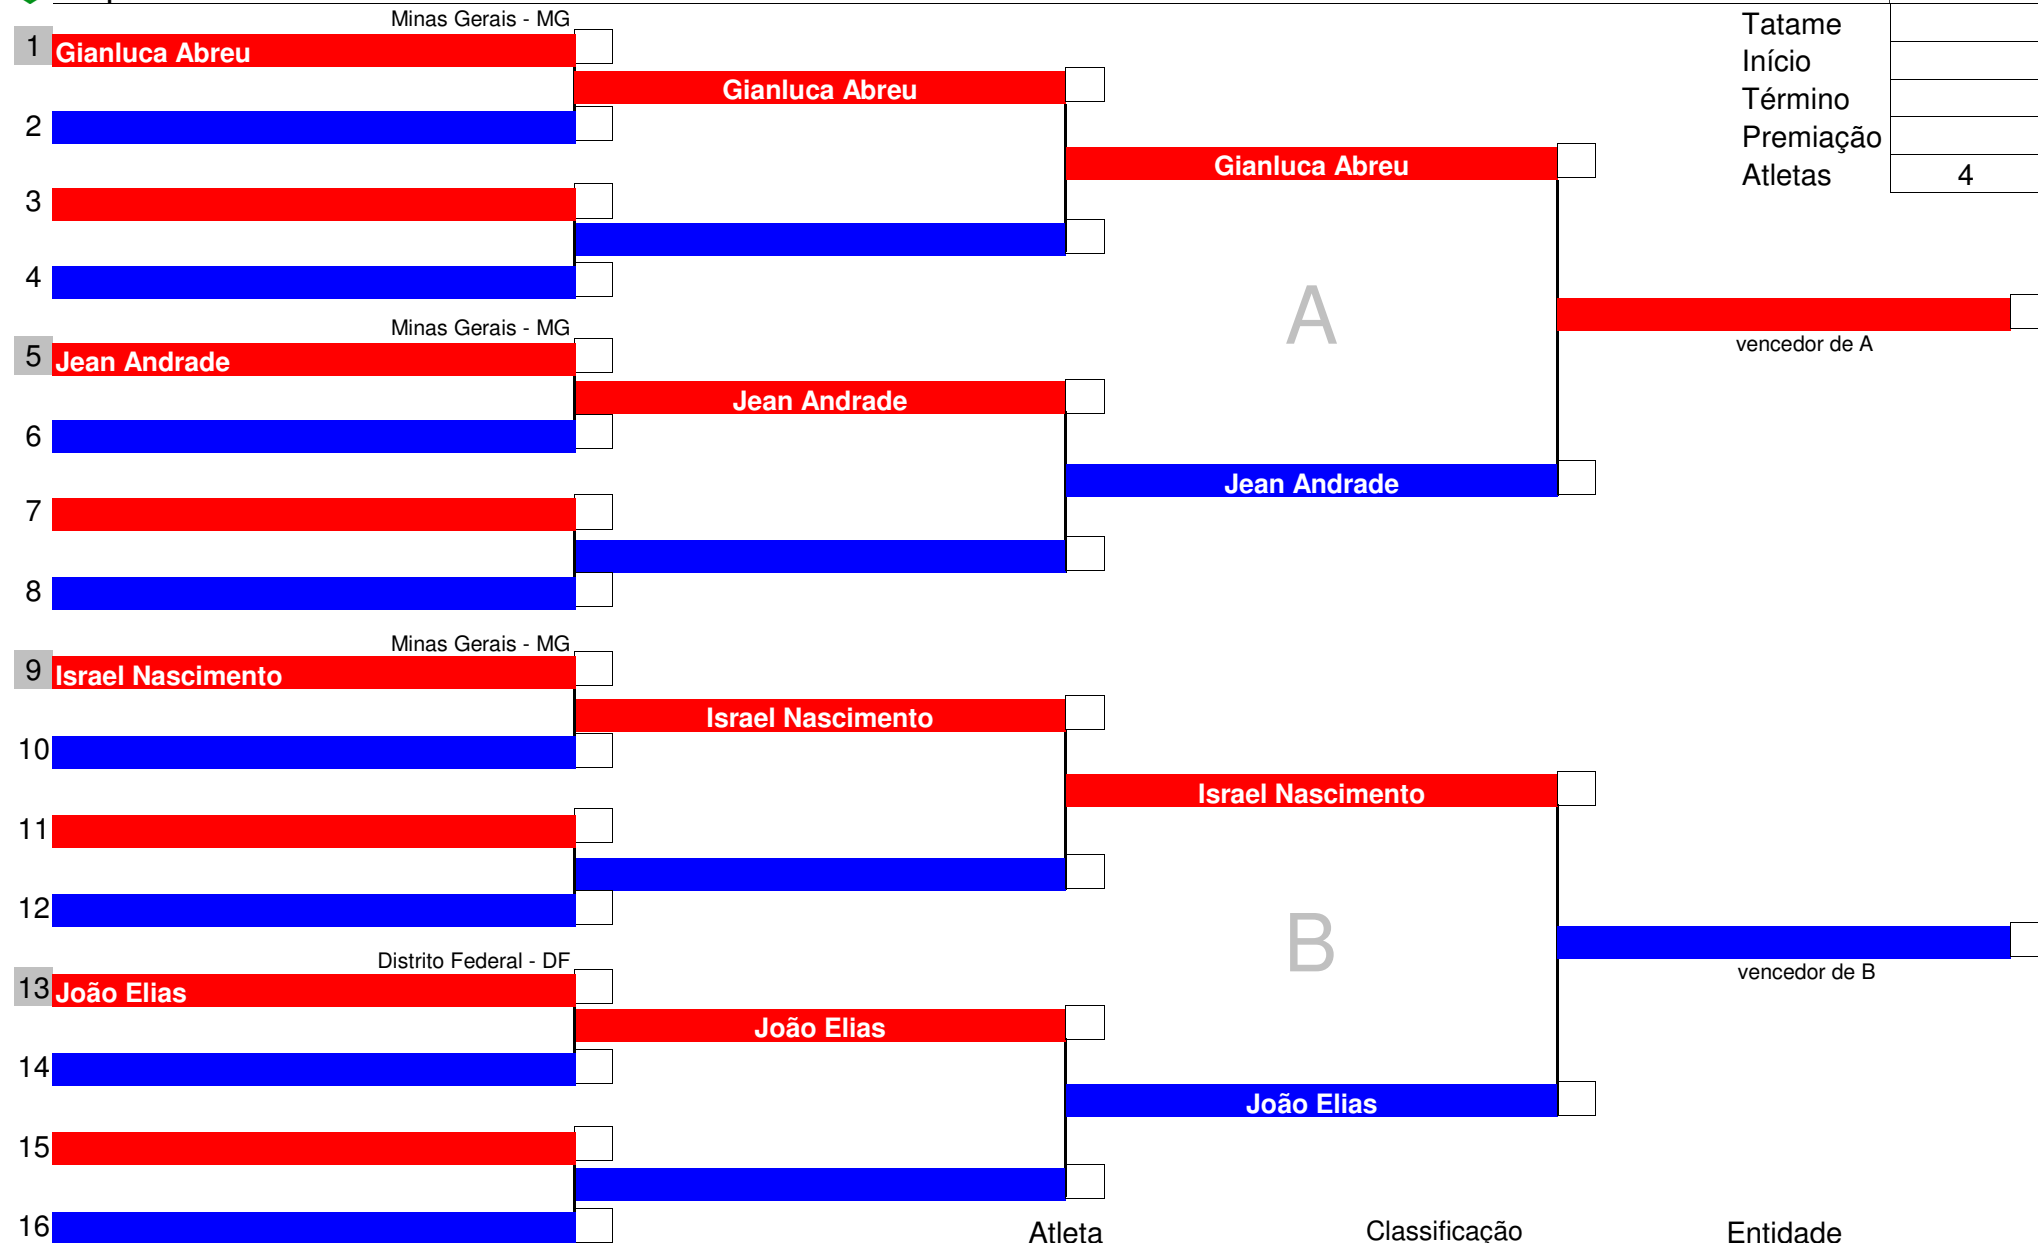 Minas Gerais - MG
1 Gianluca Abreu
Gianluca Abreu
2
Gianluca Abreu
3
4
Tatame
Início
Término
Premiação
Atletas 4
A
vencedor de A
Minas Gerais - MG
5 Jean Andrade
Jean Andrade
6
Jean Andrade
7
8
Minas Gerais - MG
9 Israel Nascimento
Israel Nascimento
10
Israel Nascimento
11
12
B
vencedor de B
Distrito Federal - DF
13 João Elias
João Elias
14
João Elias
15
16
Atleta Classificação Entidade